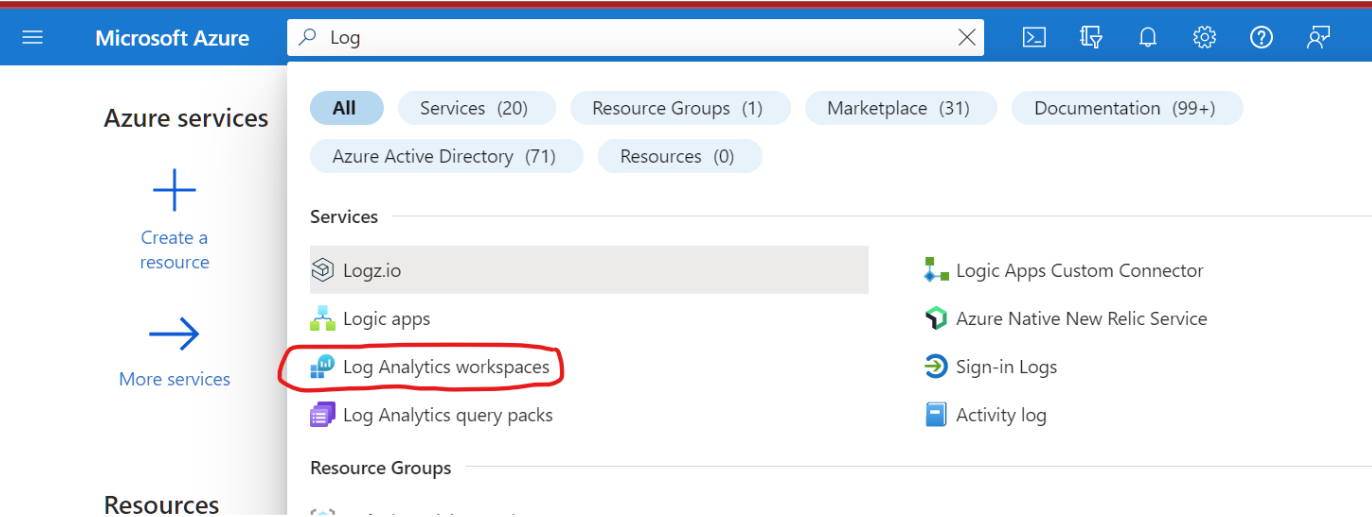 Microsoft Azure
Log
All
Services (20)
Resource Groups (1)
Marketplace (31)
Documentation (99+)
Azure Active Directory (71)
Resources (0)
Azure services
Create a
resource
More services
Resources
Services
Logz.io
Logic apps
Log Analytics workspaces
Log Analytics query packs
Logic Apps Custom Connector
Azure Native New Relic Service
Sign-in Logs
Activity log
Resource Groups